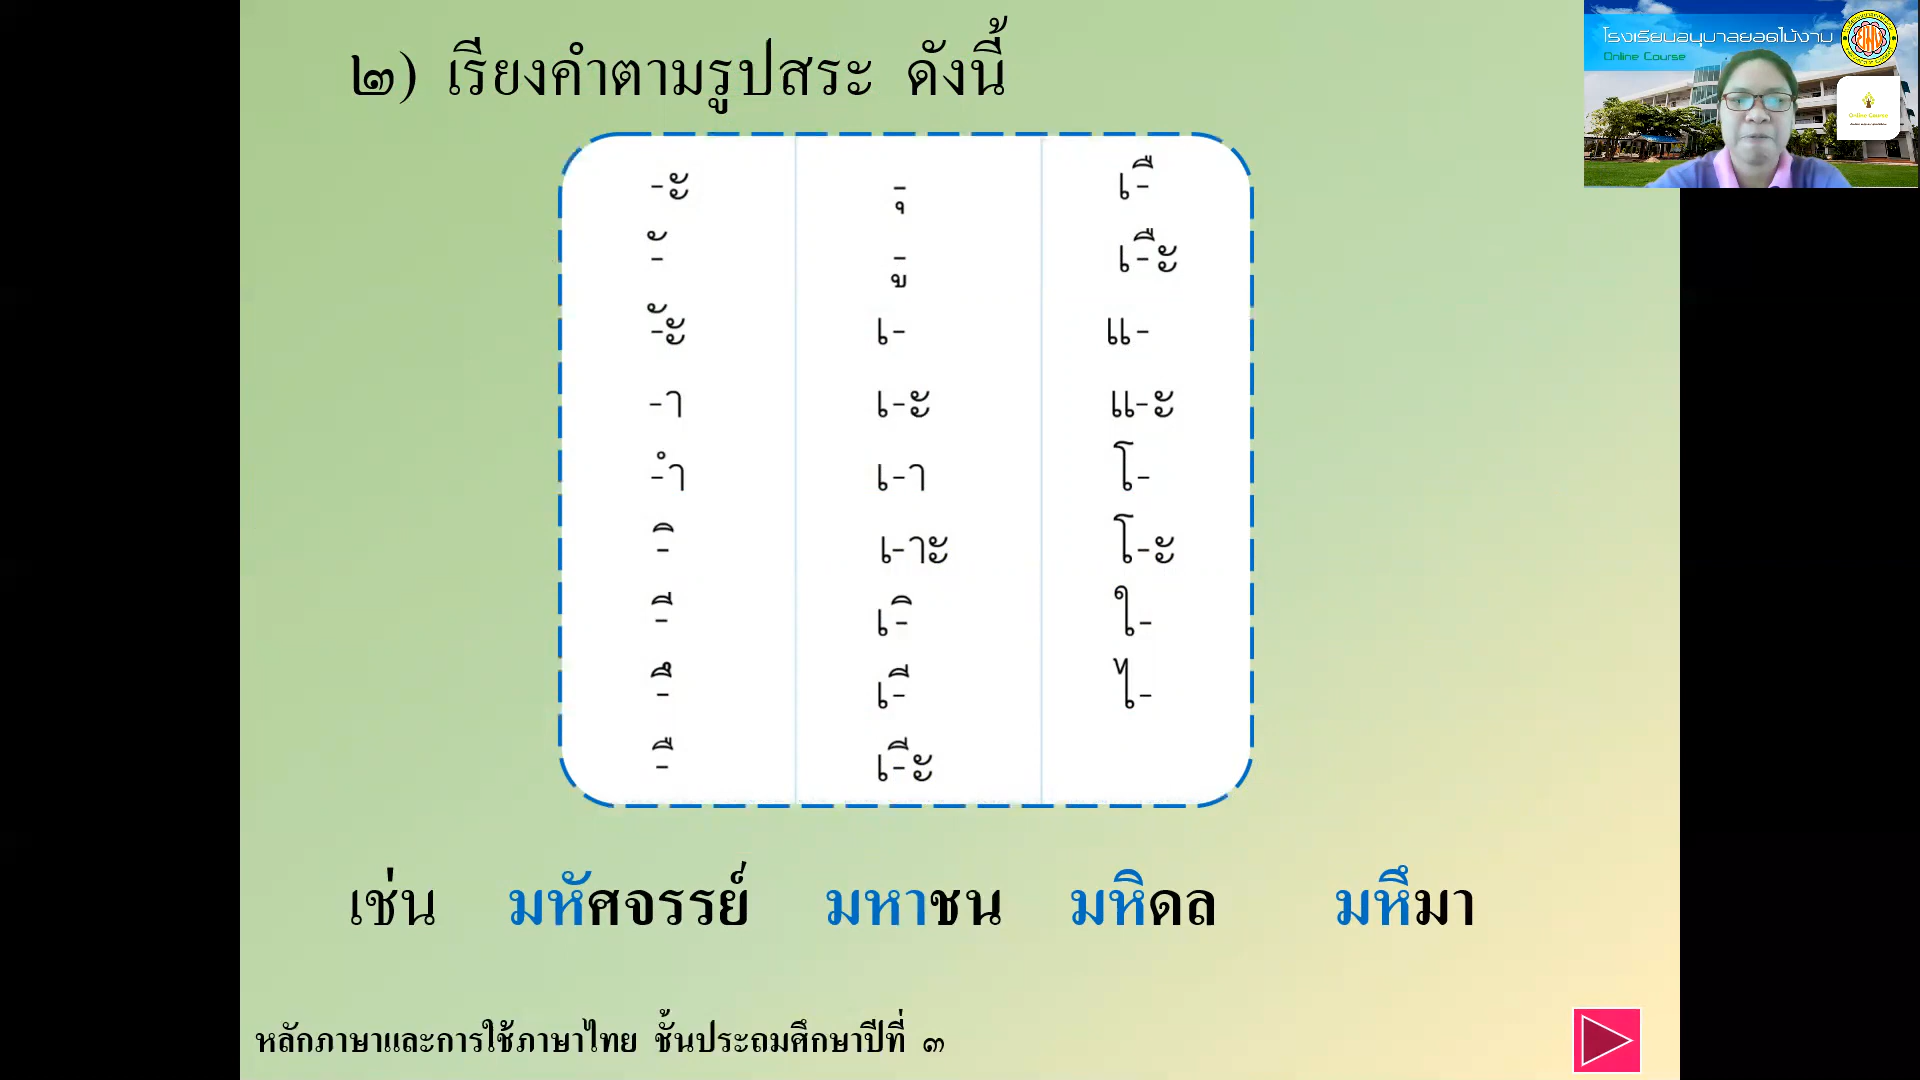 ๒) เรียงคำตามรูปสระ ดังนี้
-ะ
-ั
-ัะ
-า
-ำ
-ิ
-ี
-ึ
-ื
-ุ
-ู
เ-
เ-ะ
เ-า
เ-าะ
เ-ิ
เ-ี
เ-ีะ
เ-ื
เ-ืะ
แ-
แ-ะ
โ-
โ-ะ
ใ-
ไ-
เช่น มหัศจรรย์ มหาชน มหิดล มหึมา
หลักภาษาและการใช้ภาษาไทย ชั้นประถมศึกษาปีที่ ๓
โรงเรียนอนุบาลยอดไม้งาม
Online Course
Online Course